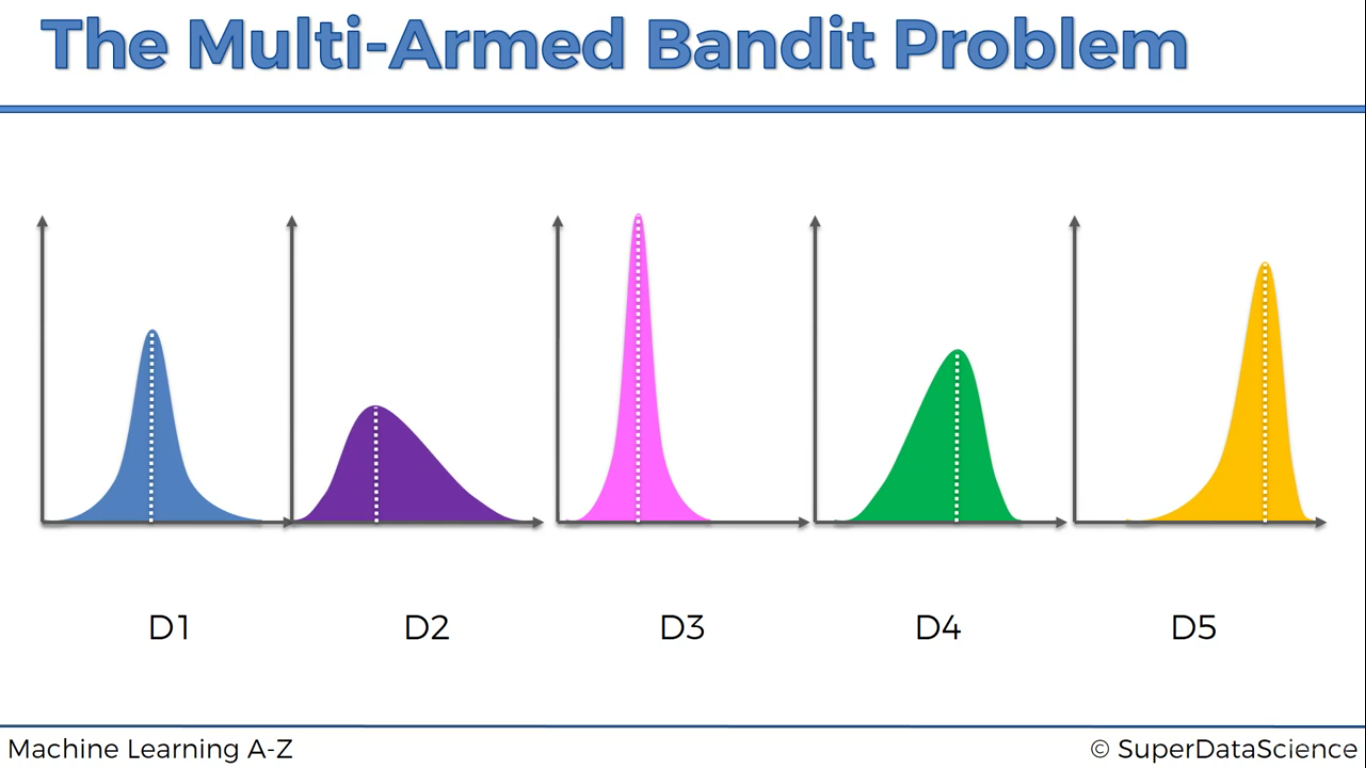 The Multi-Armed Bandit Problem
D1 D2 D3 D4 D5
Machine Learning A-Z © SuperDataScience